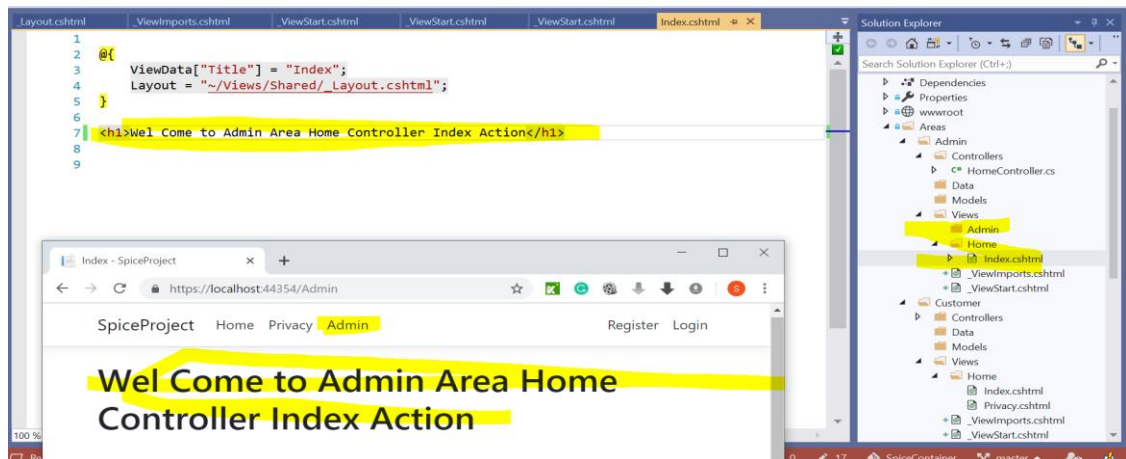 _Layout.cshtml _ViewImports.cshtml _ViewStart.cshtml _ViewStart.cshtml _ViewStart.cshtml Index.cshtml
1
2 @{
3 ViewData["Title"] = "Index";
4 Layout = "~/Views/Shared/_Layout.cshtml";
5 }
6
7 <h1>Wel Come to Admin Area Home Controller Index Action</h1>
8
9
Index - SpiceProject
https://localhost:44354/Admin
S
SpiceProject Home Privacy Admin Register Login
Wel Come to Admin Area Home
Controller Index Action
100 %
Solution Explorer
Search Solution Explorer (Ctrl+;)
Dependencies
Properties
wwwroot
Areas
Admin
Controllers
C# HomeController.cs
Data
Models
Views
Admin
Home
Index.cshtml
_ViewImports.cshtml
_ViewStart.cshtml
Customer
Controllers
Data
Models
Views
Home
Index.cshtml
Privacy.cshtml
_ViewImports.cshtml
_ViewStart.cshtml
Re 0 17 SpiceContainer master